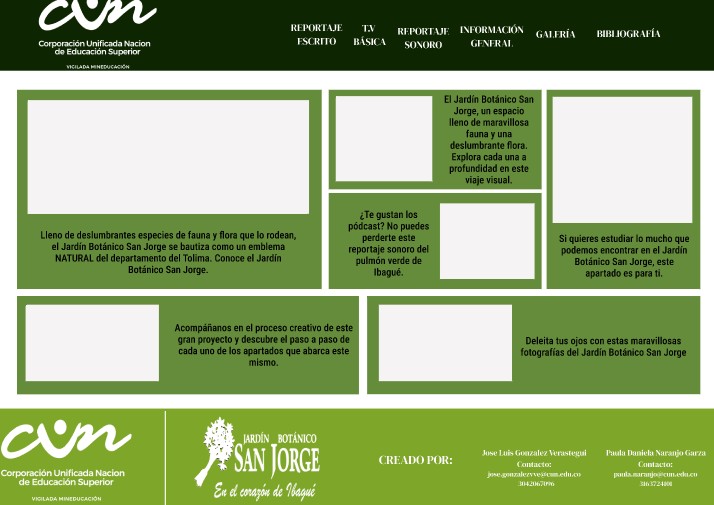 cun
Corporación Unificada Nacion
de Educación Superior
VIGILADA MINEDUCACIÓN
REPORTAJE
ESCRITO
T.V
BÁSICA
REPORTAJE
SONORO
INFORMACIÓN
GENERAL
GALERÍA
BIBLIOGRAFÍA
Lleno de deslumbrantes especies de fauna y flora que lo rodean,
el Jardín Botánico San Jorge se bautiza como un emblema
NATURAL del departamento del Tolima. Conoce el Jardín
Botánico San Jorge.
El Jardín Botánico San
Jorge, un espacio
lleno de maravillosa
fauna y una
deslumbrante flora.
Explora cada una a
profundidad en este
viaje visual.
¿Te gustan los
pódcast? No puedes
perderte este
reportaje sonoro del
pulmón verde de
Ibagué.
Si quieres estudiar lo mucho que
podemos encontrar en el Jardín
Botánico San Jorge, este
apartado es para ti.
Acompáñanos en el proceso creativo de este
gran proyecto y descubre el paso a paso de
cada uno de los apartados que abarca este
mismo.
Deleita tus ojos con estas maravillosas
fotografías del Jardín Botánico San Jorge
cun
Corporación Unificada Nacion
de Educación Superior
VIGILADA MINEDUCACIÓN
JARDÍN BOTÁNICO
SAN JORGE
En el corazón de Ibagué
CREADO POR:
Jose Luis Gonzalez Verastegui
Contacto:
jose.gonzalezvve@cun.edu.co
3042067096
Paula Daniela Naranjo Garza
Contacto:
paula.naranjo@cun.edu.co
3163724101